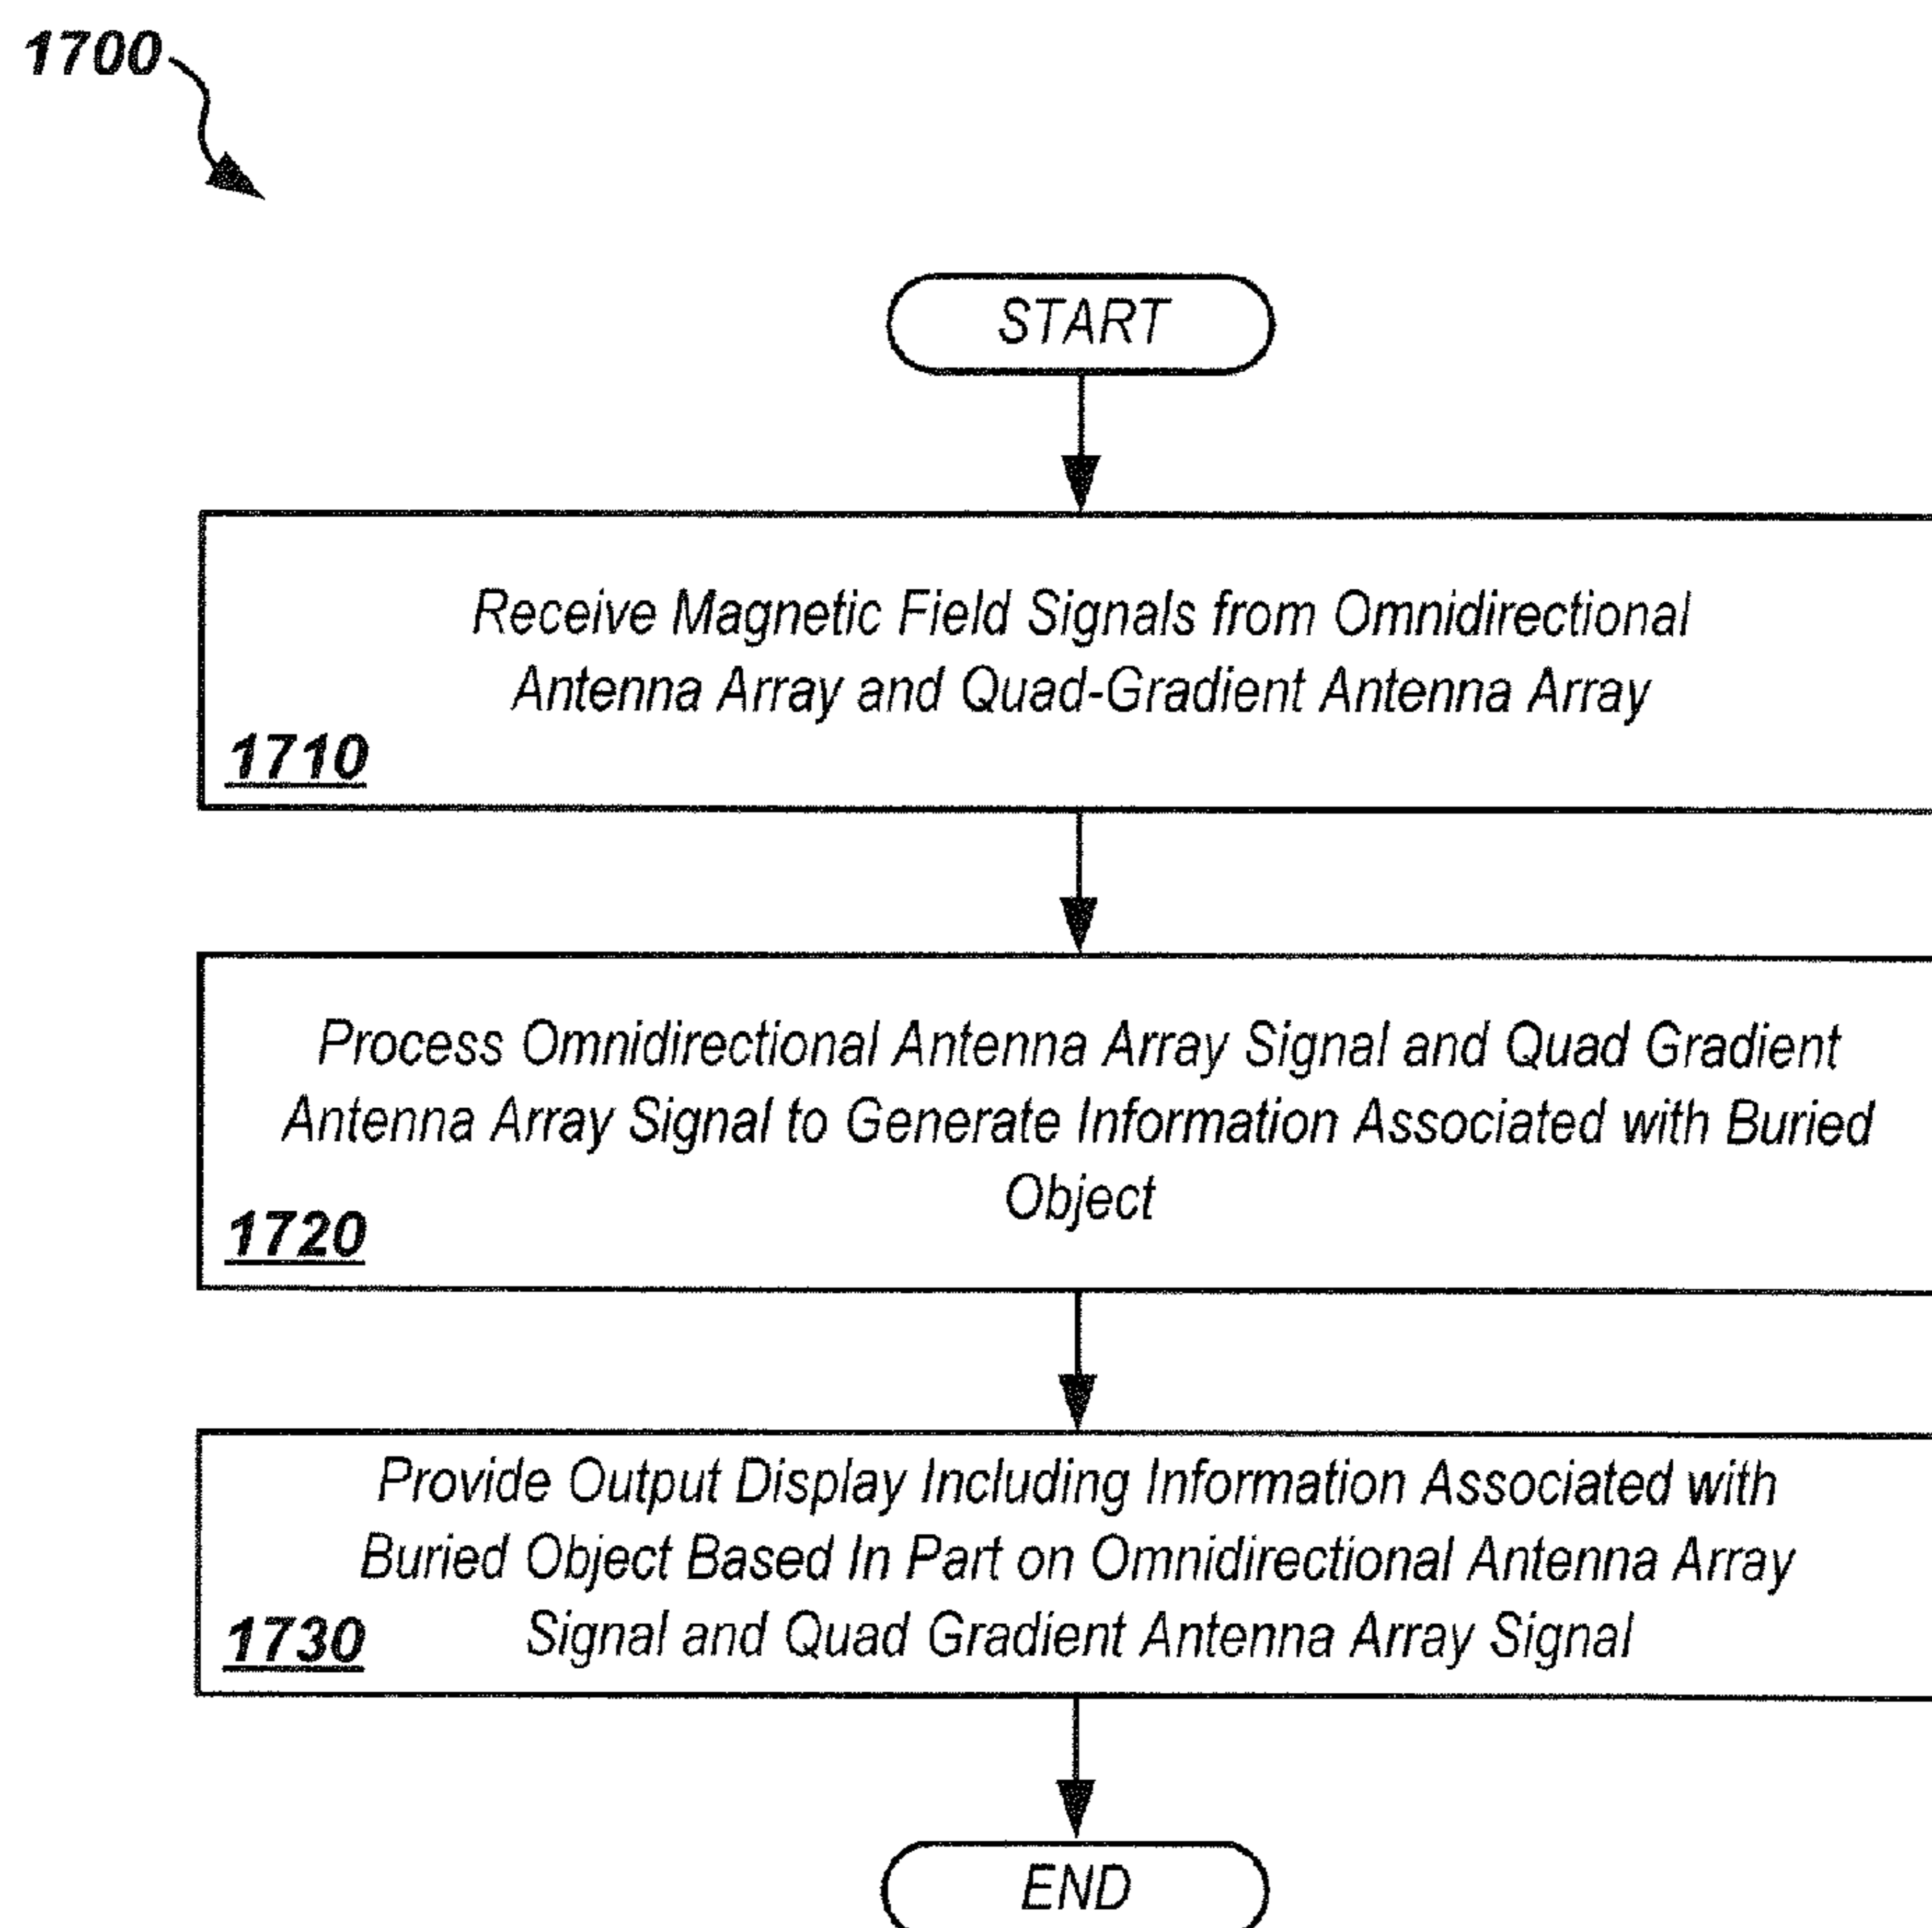 1700
START
Receive Magnetic Field Signals from Omnidirectional
Antenna Array and Quad-Gradient Antenna Array
1710
Process Omnidirectional Antenna Array Signal and Quad Gradient
Antenna Array Signal to Generate Information Associated with Buried
Object
1720
Provide Output Display Including Information Associated with
Buried Object Based In Part on Omnidirectional Antenna Array
Signal and Quad Gradient Antenna Array Signal
1730
END